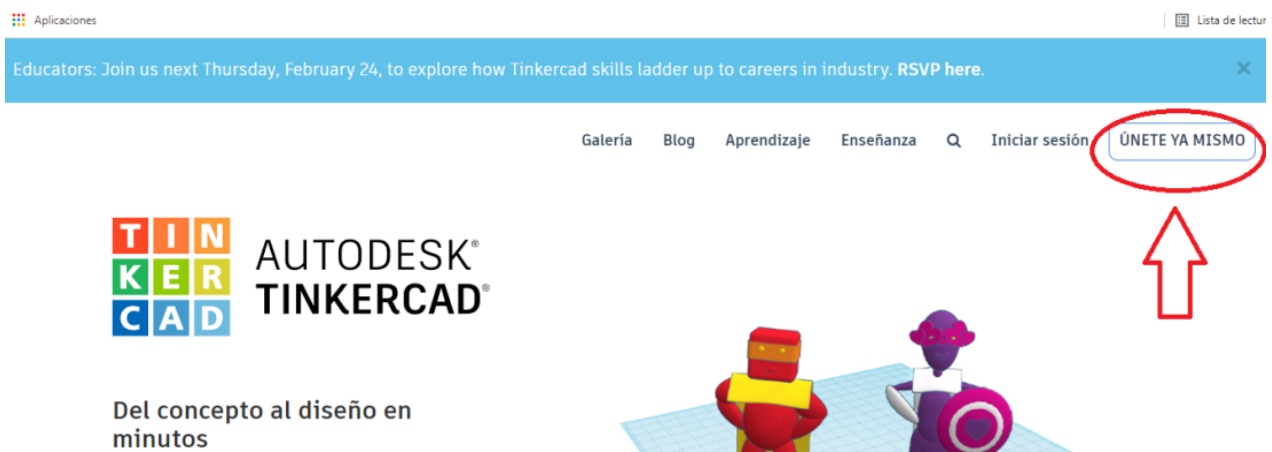 Aplicaciones
Lista de lectur
Educators: Join us next Thursday, February 24, to explore how Tinkercad skills ladder up to careers in industry. RSVP here.
Galería Blog Aprendizaje Enseñanza Iniciar sesión ÚNETE YA MISMO
TIN
KER
CAD
AUTODESK®
TINKERCAD®
Del concepto al diseño en
minutos